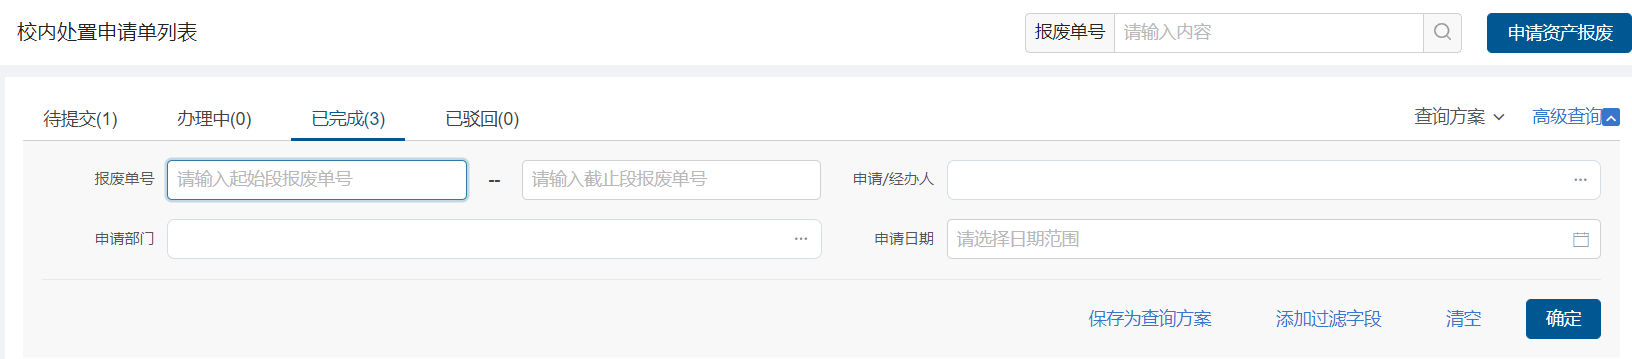 校内处置申请单列表
报废单号 请输入内容 申请资产报废
待提交(1) 办理中(0) 已完成(3) 已驳回(0) 查询方案 高级查询
报废单号 请输入起始段报废单号 -- 请输入截止段报废单号 申请/经办人 ...
申请部门 ... 申请日期 请选择日期范围
保存为查询方案 添加过滤字段 清空 确定